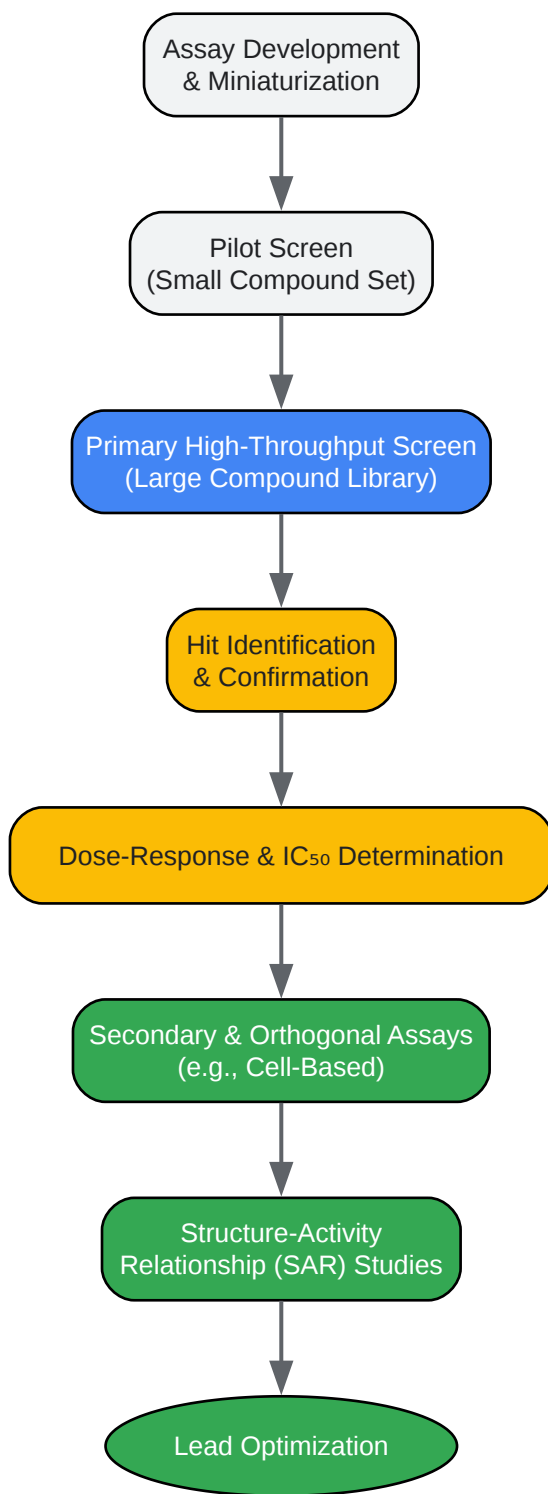 Assay Development
& Miniaturization
Pilot Screen
(Small Compound Set)
Primary High-Throughput Screen
(Large Compound Library)
Hit Identification
& Confirmation
Dose-Response & IC₅₀ Determination
Secondary & Orthogonal Assays
(e.g., Cell-Based)
Structure-Activity
Relationship (SAR) Studies
Lead Optimization